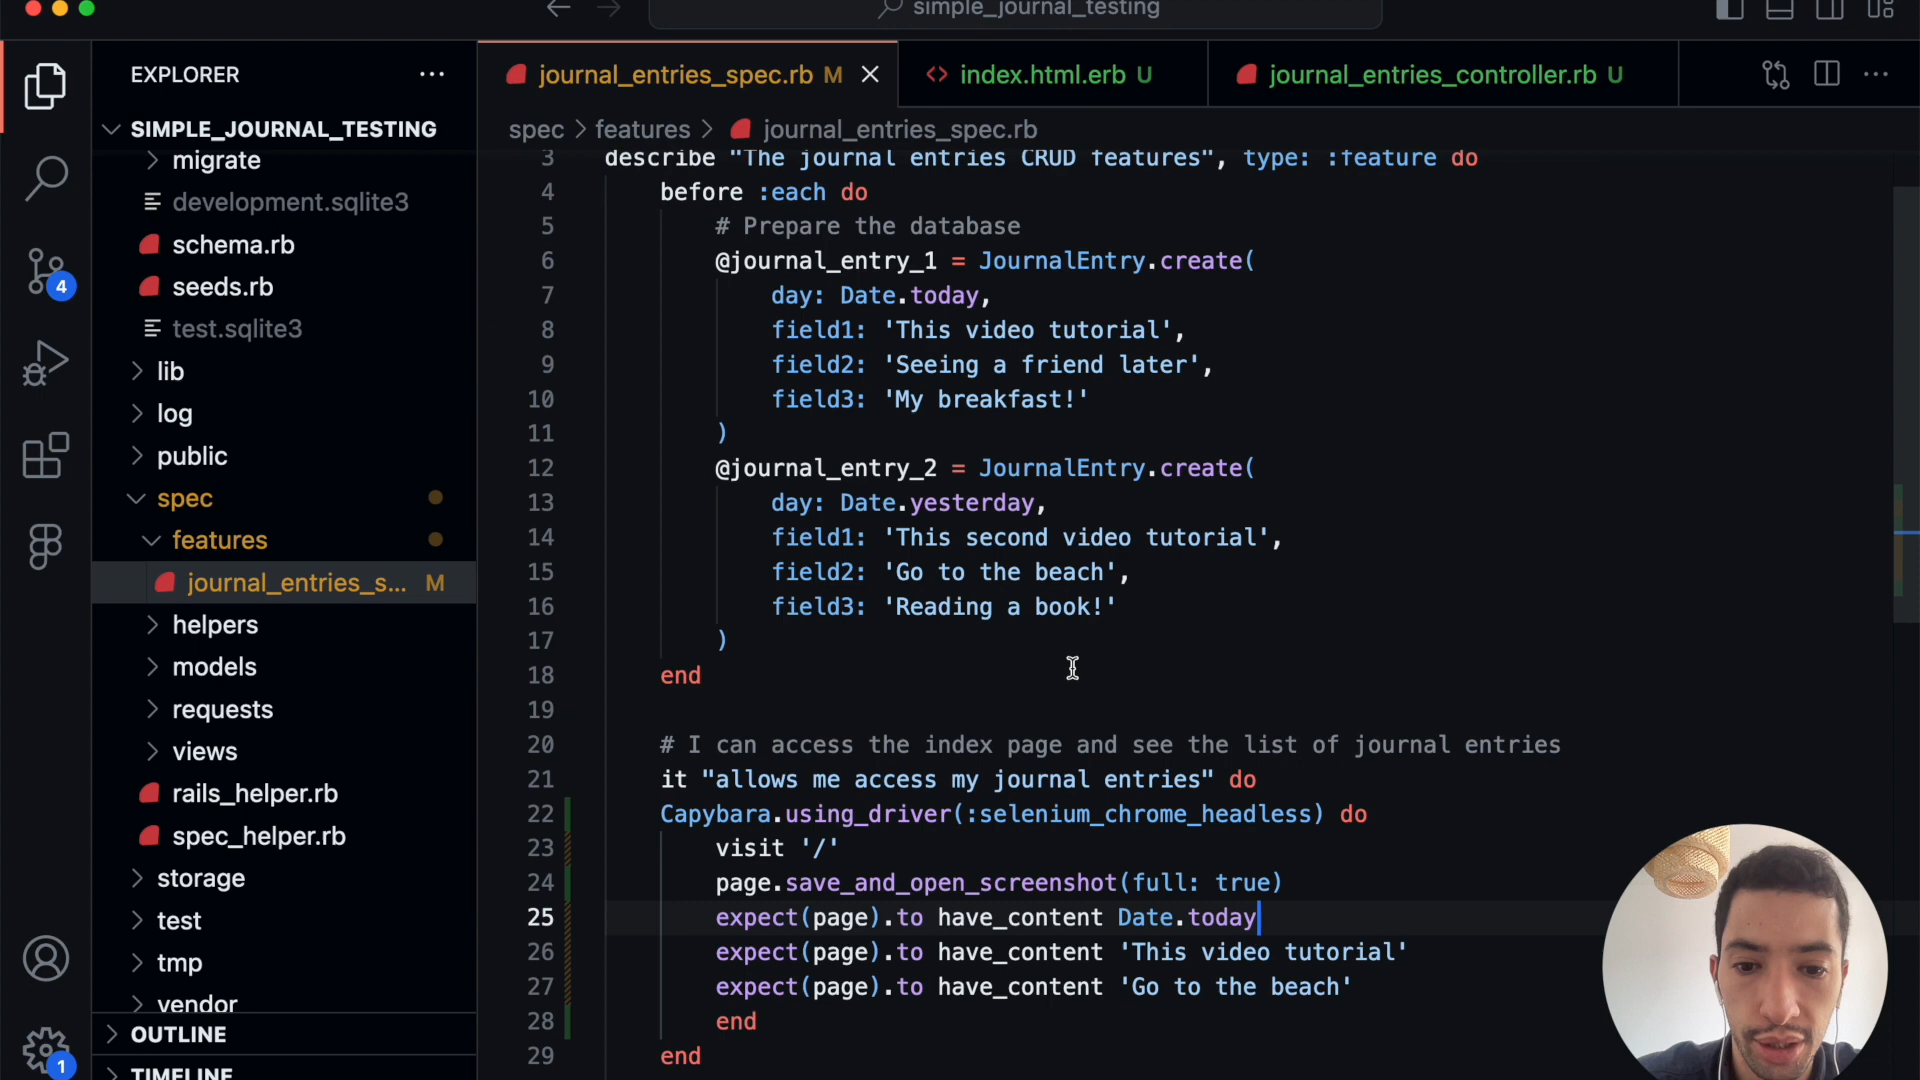 simple_journal_testing
EXPLORER
SIMPLE_JOURNAL_TESTING
migrate
development.sqlite3
schema.rb
seeds.rb
test.sqlite3
lib
log
public
spec
features
journal_entries_s... M
helpers
models
requests
views
rails_helper.rb
spec_helper.rb
storage
test
tmp
vendor
OUTLINE
TIMELINE
4
1
journal_entries_spec.rb M
index.html.erb U
journal_entries_controller.rb U
spec > features > journal_entries_spec.rb
3 describe "The journal entries CRUD features", type: :feature do
4 before :each do
5 # Prepare the database
6 @journal_entry_1 = JournalEntry.create(
7 day: Date.today,
8 field1: 'This video tutorial',
9 field2: 'Seeing a friend later',
10 field3: 'My breakfast!'
11 )
12 @journal_entry_2 = JournalEntry.create(
13 day: Date.yesterday,
14 field1: 'This second video tutorial',
15 field2: 'Go to the beach',
16 field3: 'Reading a book!'
17 )
18 end
19
20 # I can access the index page and see the list of journal entries
21 it "allows me access my journal entries" do
22 Capybara.using_driver(:selenium_chrome_headless) do
23 visit '/'
24 page.save_and_open_screenshot(full: true)
25 expect(page).to have_content Date.today
26 expect(page).to have_content 'This video tutorial'
27 expect(page).to have_content 'Go to the beach'
28 end
29 end